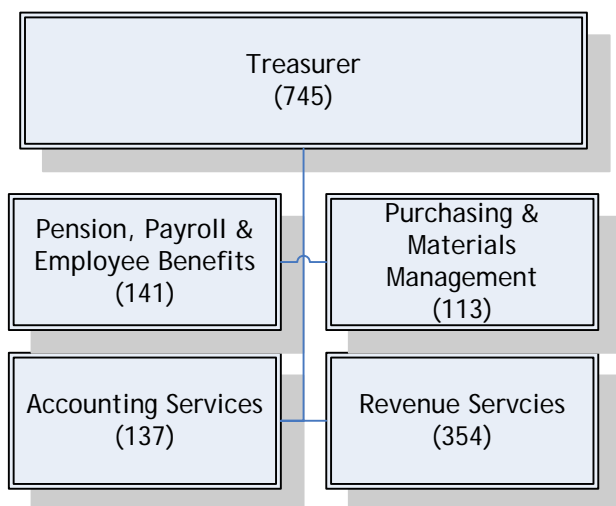 Treasurer
(745)
Pension, Payroll &
Employee Benefits
(141)
Purchasing &
Materials
Management
(113)
Accounting Services
(137)
Revenue Servcies
(354)